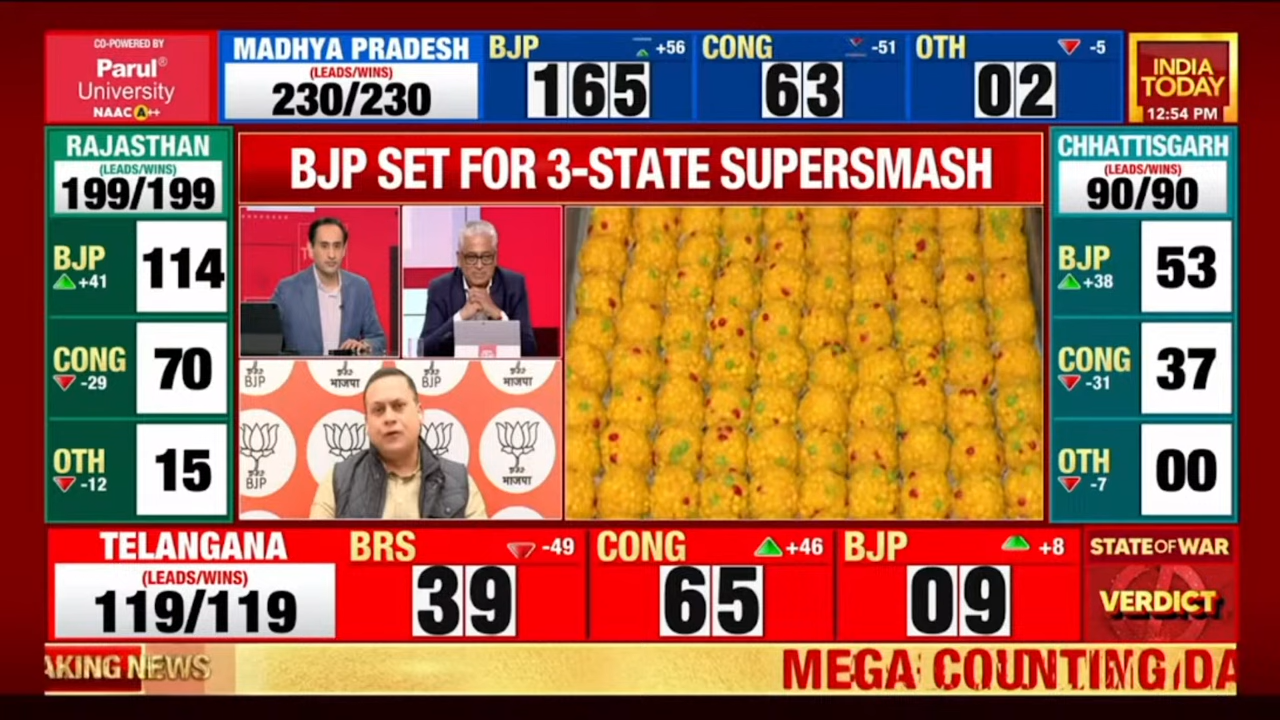 CO-POWERED BY
Parul®
University
NAAC A++
MADHYA PRADESH
(LEADS/WINS)
230/230
BJP +56
165
CONG -51
63
OTH -5
02
INDIA
TODAY
12:54 PM
RAJASTHAN
(LEADS/WINS)
199/199
BJP
+41
114
CONG
-29
70
OTH
-12
15
BJP SET FOR 3-STATE SUPERSMASH
BJP
भाजपा
BJP
भाजपा
BJP
भाजपा
CHHATTISGARH
(LEADS/WINS)
90/90
BJP
+38
53
CONG
-31
37
OTH
-7
00
TELANGANA
(LEADS/WINS)
119/119
BRS -49
39
CONG +46
65
BJP +8
09
STATE OF WAR
VERDICT
AKING NEWS
MEGA COUNTING DA